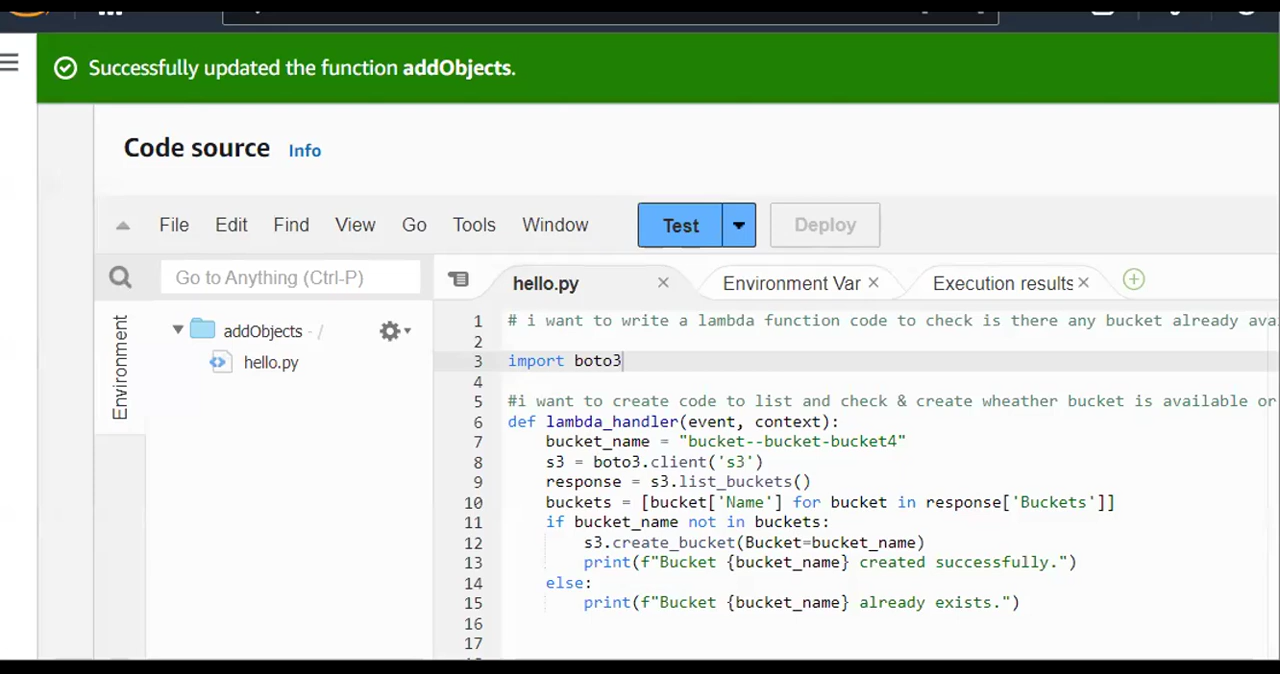 Successfully updated the function addObjects.
Code source Info
File Edit Find View Go Tools Window Test Deploy
Go to Anything (Ctrl-P)
hello.py Environment Var Execution results
Environment
addObjects - /
hello.py
1 # i want to write a lambda function code to check is there any bucket already ava
2
3 import boto3
4
5 #i want to create code to list and check & create wheather bucket is available or
6 def lambda_handler(event, context):
7     bucket_name = "bucket--bucket-bucket4"
8     s3 = boto3.client('s3')
9     response = s3.list_buckets()
10     buckets = [bucket['Name'] for bucket in response['Buckets']]
11     if bucket_name not in buckets:
12         s3.create_bucket(Bucket=bucket_name)
13         print(f"Bucket {bucket_name} created successfully.")
14     else:
15         print(f"Bucket {bucket_name} already exists.")
16
17